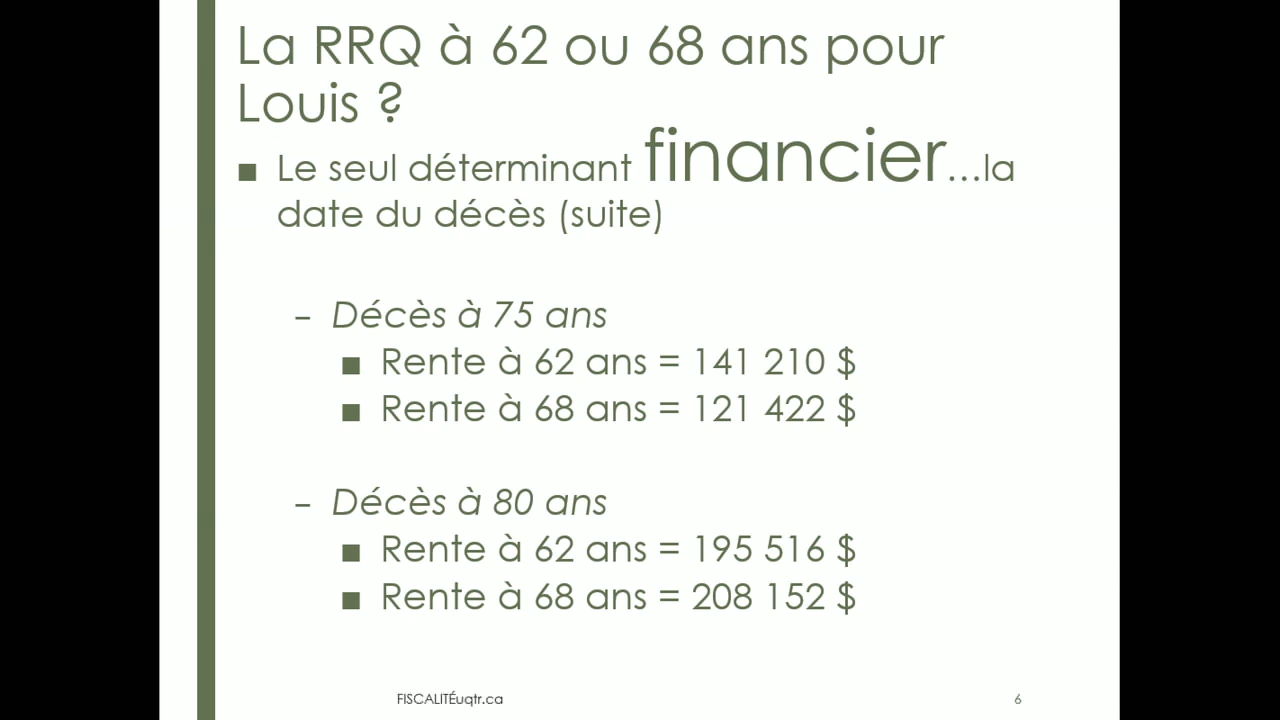 La RRQ à 62 ou 68 ans pour
Louis ?
■ Le seul déterminant financier...la
date du décès (suite)
– Décès à 75 ans
■ Rente à 62 ans = 141 210 $
■ Rente à 68 ans = 121 422 $
– Décès à 80 ans
■ Rente à 62 ans = 195 516 $
■ Rente à 68 ans = 208 152 $
FISCALITÉuqtr.ca 6